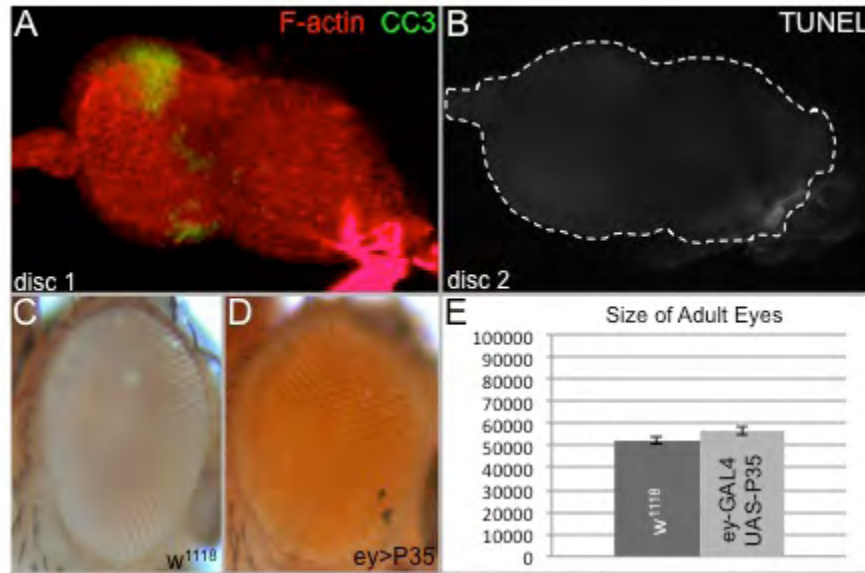 A F-actin CC3
disc 1
B TUNEL
disc 2
C
w1118
D
ey>P35
E Size of Adult Eyes
100000
90000
80000
70000
60000
50000
40000
30000
20000
10000
0
w1118
ey-GAL4
UAS-P35